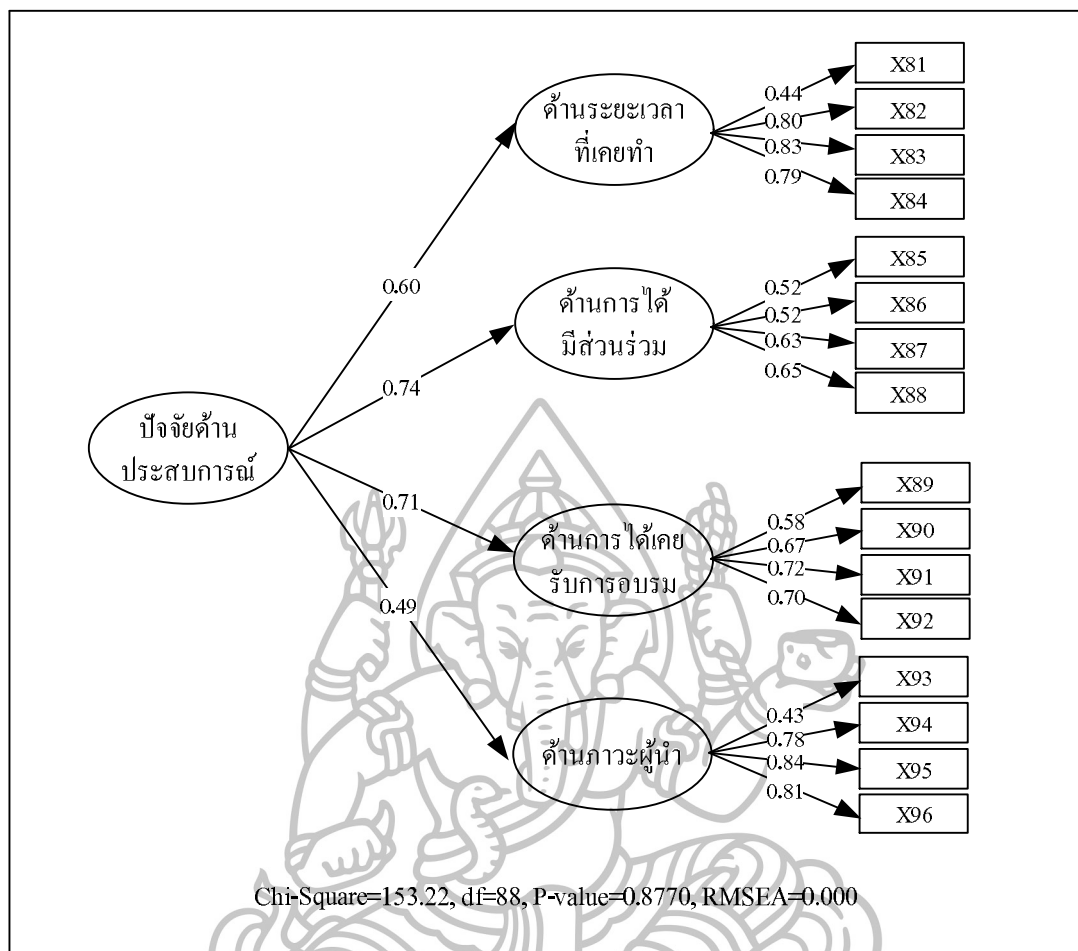 0.60
0.74
0.71
0.49
ปัจจัยด้าน
ประสบการณ์
ด้านระยะเวลา
ที่เคยทำ
0.44
0.80
0.83
0.79
X81
X82
X83
X84
ด้านการได้
มีส่วนร่วม
0.52
0.52
0.63
0.65
X85
X86
X87
X88
ด้านการได้เคย
รับการอบรม
0.58
0.67
0.72
0.70
X89
X90
X91
X92
ด้านภาวะผู้นำ
0.43
0.78
0.84
0.81
X93
X94
X95
X96
Chi-Square=153.22, df=88, P-value=0.8770, RMSEA=0.000